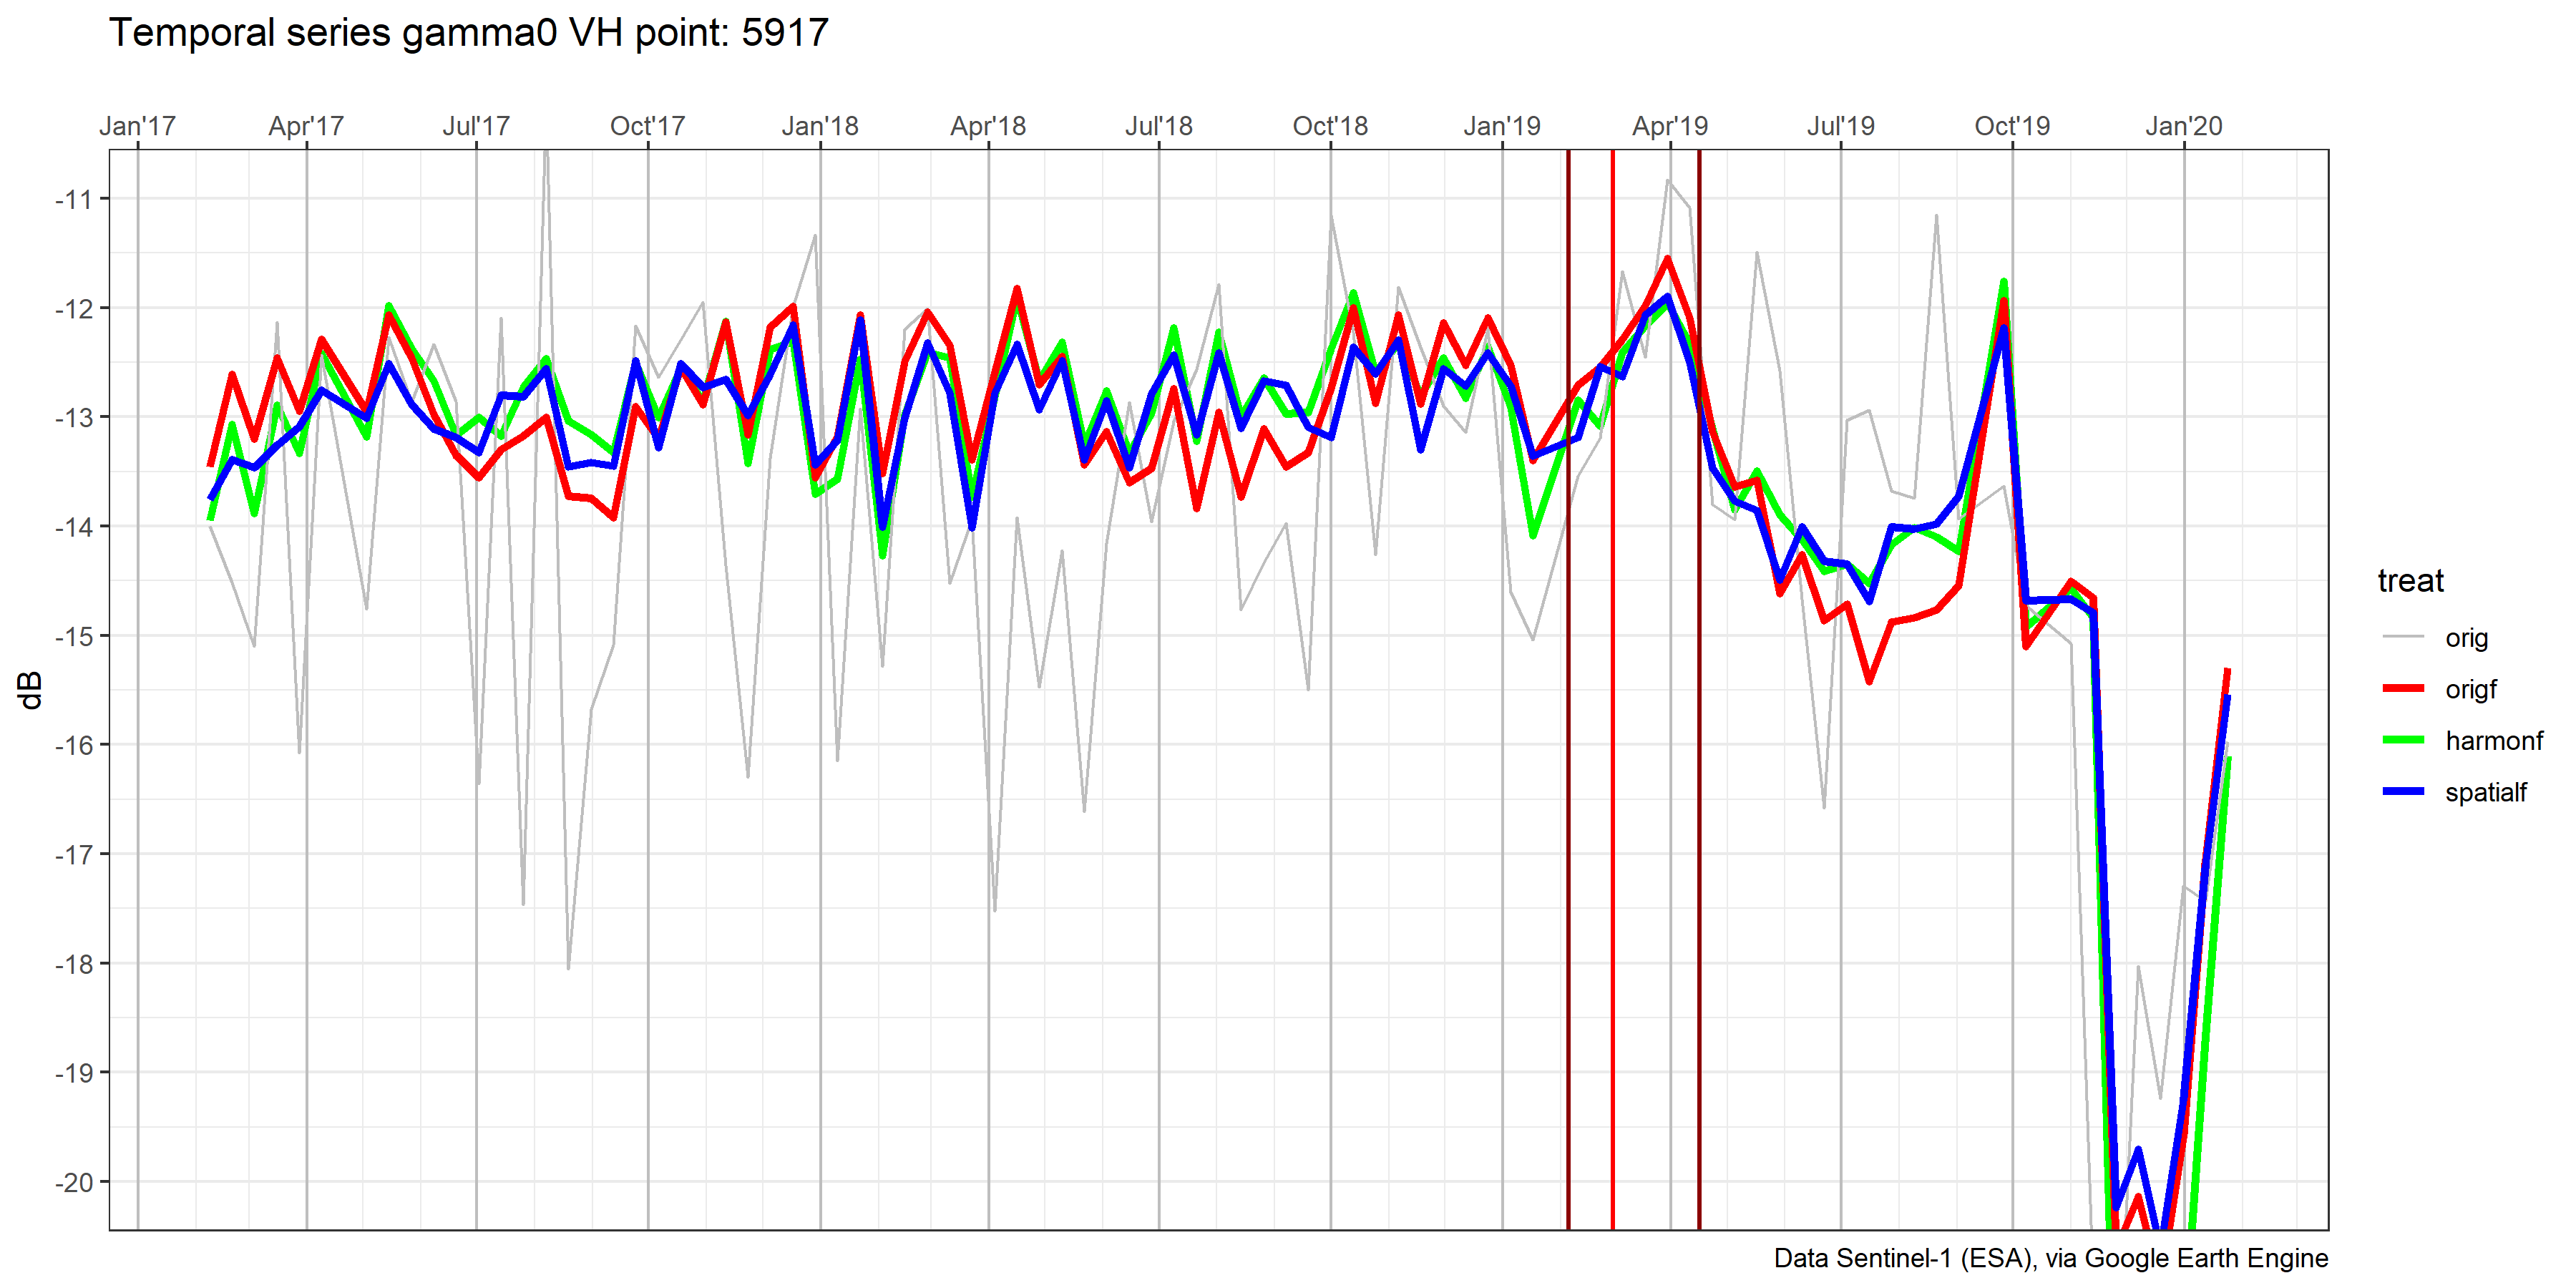 Temporal series gamma0 VH point: 5917
Jan'17 Apr'17 Jul'17 Oct'17 Jan'18 Apr'18 Jul'18 Oct'18 Jan'19 Apr'19 Jul'19 Oct'19 Jan'20
-11
-12
-13
-14
-15
-16
-17
-18
-19
-20
dB
treat
orig
origf
harmonf
spatialf
Data Sentinel-1 (ESA), via Google Earth Engine